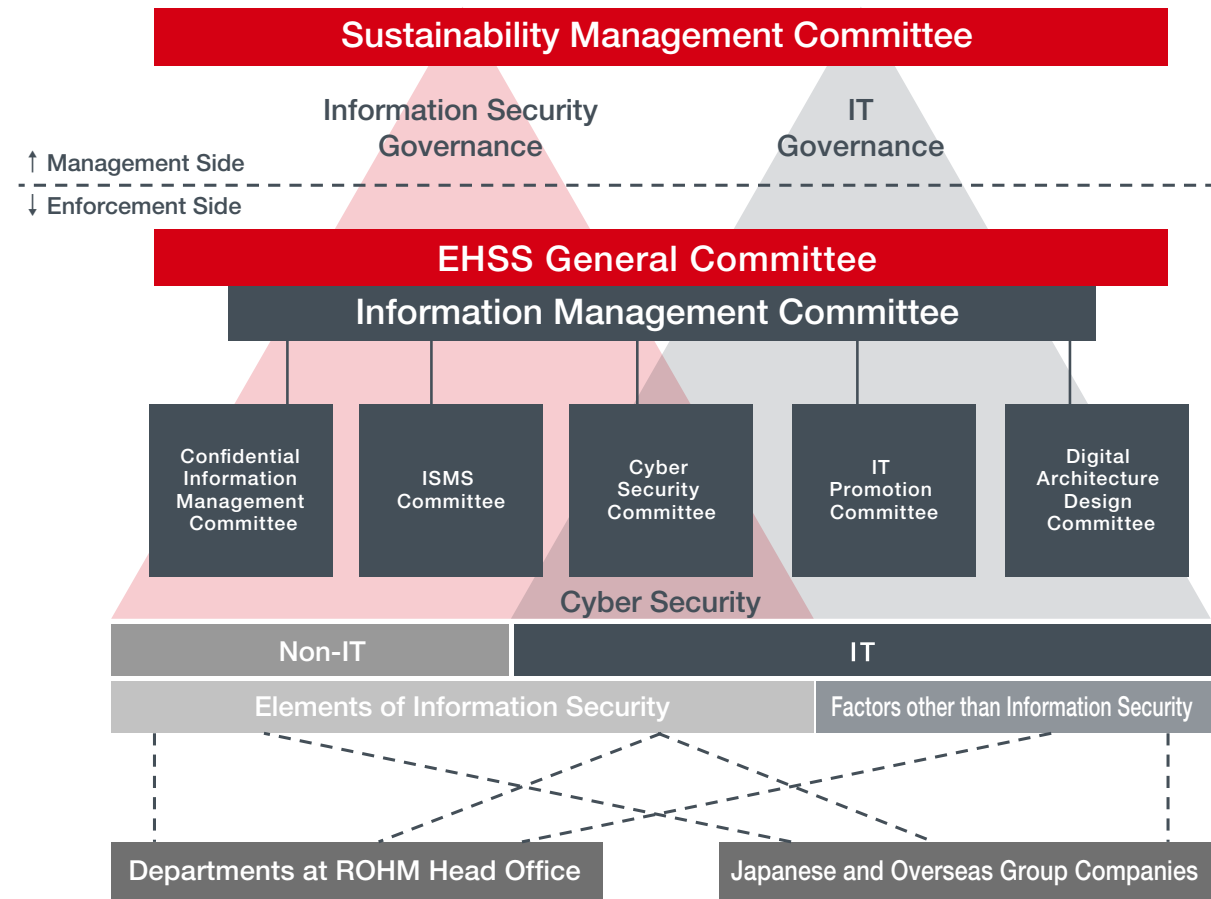 Sustainability Management Committee
Information Security
Governance
IT
Governance
↑ Management Side
↓ Enforcement Side
EHSS General Committee
Information Management Committee
Confidential
Information
Management
Committee
ISMS
Committee
Cyber
Security
Committee
IT
Promotion
Committee
Digital
Architecture
Design
Committee
Cyber Security
Non-IT
IT
Elements of Information Security
Factors other than Information Security
Departments at ROHM Head Office
Japanese and Overseas Group Companies